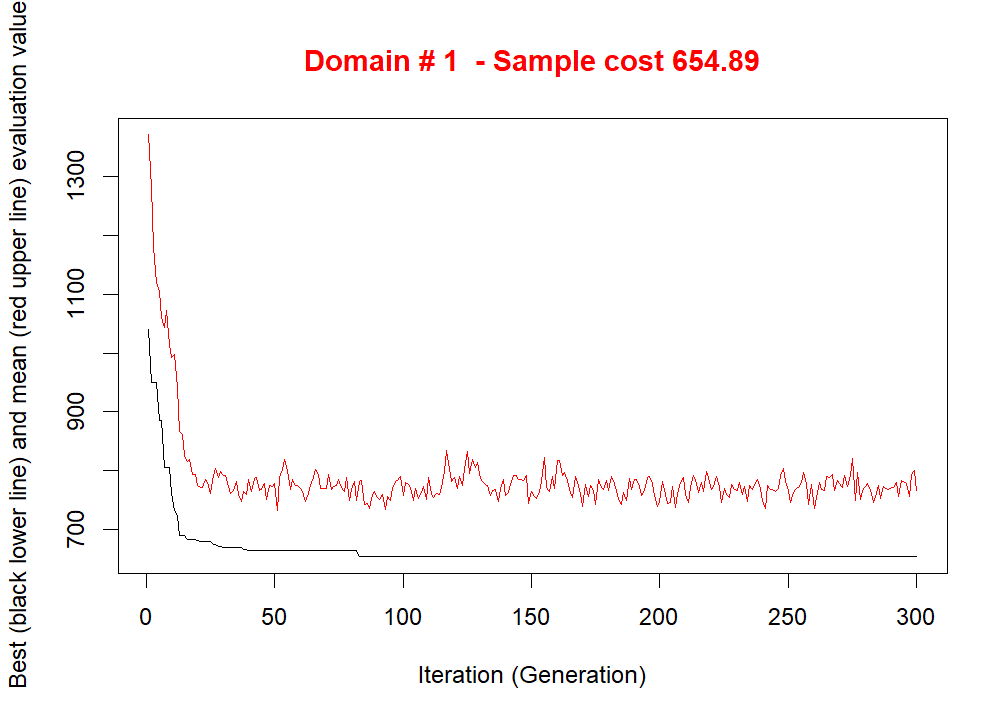 Domain # 1  - Sample cost 654.89
Best (black lower line) and mean (red upper line) evaluation value
1300
1100
900
700
0 50 100 150 200 250 300
Iteration (Generation)